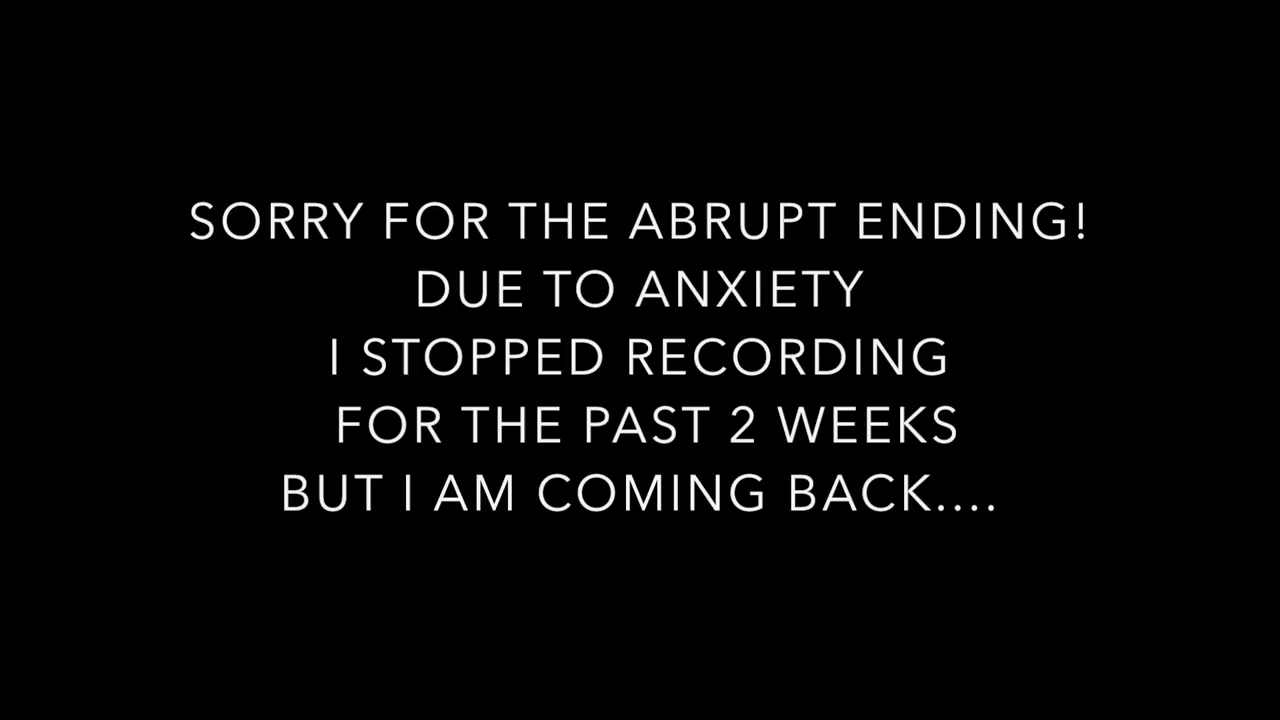 SORRY FOR THE ABRUPT ENDING!
DUE TO ANXIETY
I STOPPED RECORDING
FOR THE PAST 2 WEEKS
BUT I AM COMING BACK....